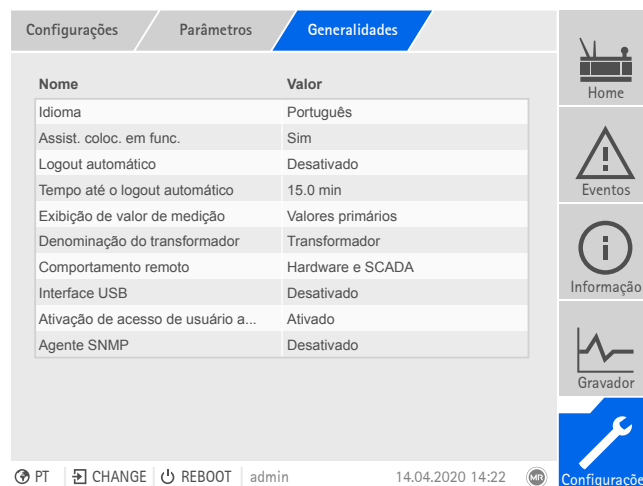 Configurações Parâmetros Generalidades
Nome Valor
Idioma Português
Assist. coloc. em func. Sim
Logout automático Desativado
Tempo até o logout automático 15.0 min
Exibição de valor de medição Valores primários
Denominação do transformador Transformador
Comportamento remoto Hardware e SCADA
Interface USB Desativado
Ativação de acesso de usuário a... Ativado
Agente SNMP Desativado
Home
Eventos
Informação
Gravador
Configuraçõe
PT CHANGE REBOOT admin 14.04.2020 14:22 MR